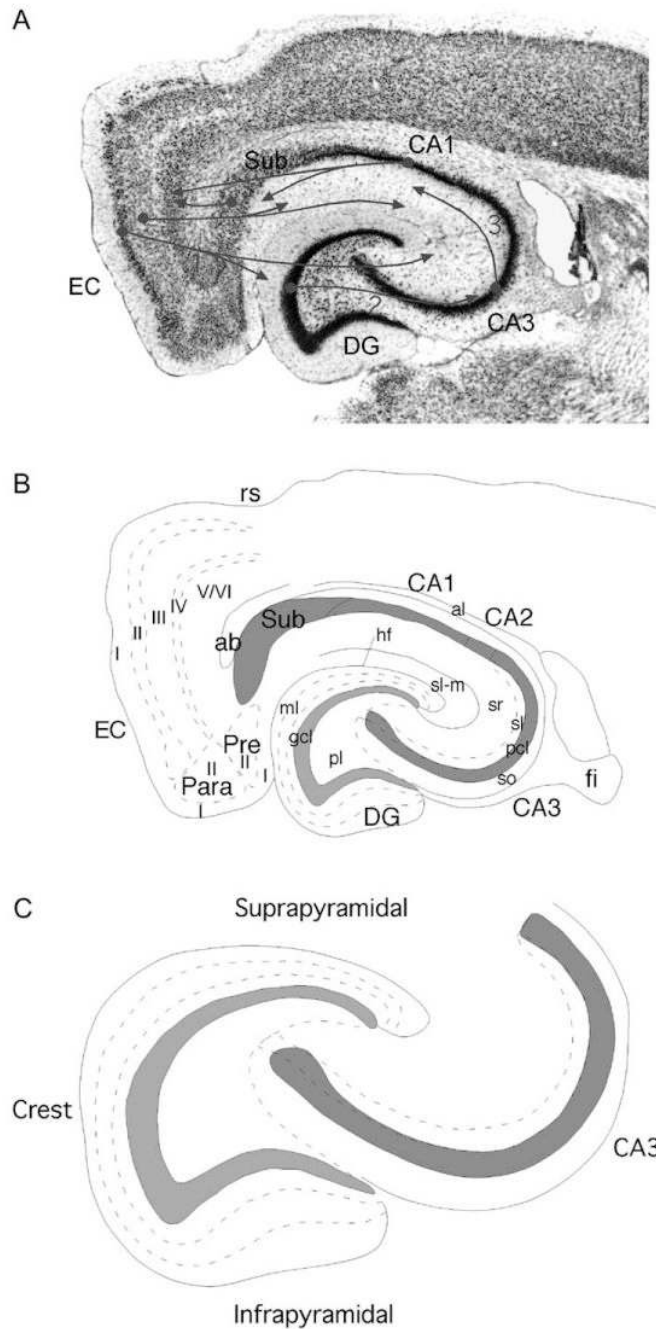 A
Sub
CA1
3
EC
2
CA3
DG
B
rs
V/VI
CA1
al
CA2
IV
III
Sub
II
hf
ab
I
sl-m
sr
ml
sl
EC
gcl
Pre
pcl
pl
II
II
so
fi
Para
I
I
DG
CA3
C
Suprapyramidal
Crest
CA3
Infrapyramidal